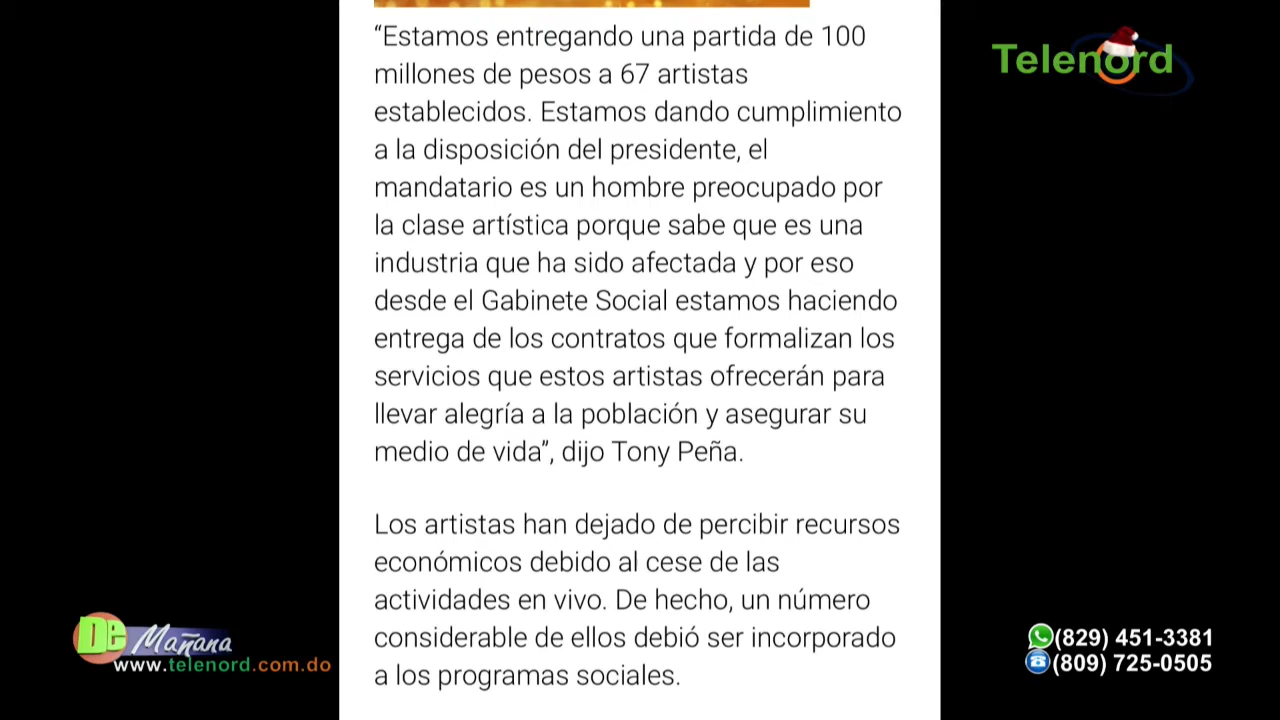 “Estamos entregando una partida de 100
millones de pesos a 67 artistas
establecidos. Estamos dando cumplimiento
a la disposición del presidente, el
mandatario es un hombre preocupado por
la clase artística porque sabe que es una
industria que ha sido afectada y por eso
desde el Gabinete Social estamos haciendo
entrega de los contratos que formalizan los
servicios que estos artistas ofrecerán para
llevar alegría a la población y asegurar su
medio de vida”, dijo Tony Peña.
Los artistas han dejado de percibir recursos
económicos debido al cese de las
actividades en vivo. De hecho, un número
considerable de ellos debió ser incorporado
a los programas sociales.
Telenord
De Mañana
www.telenord.com.do
(829) 451-3381
(809) 725-0505